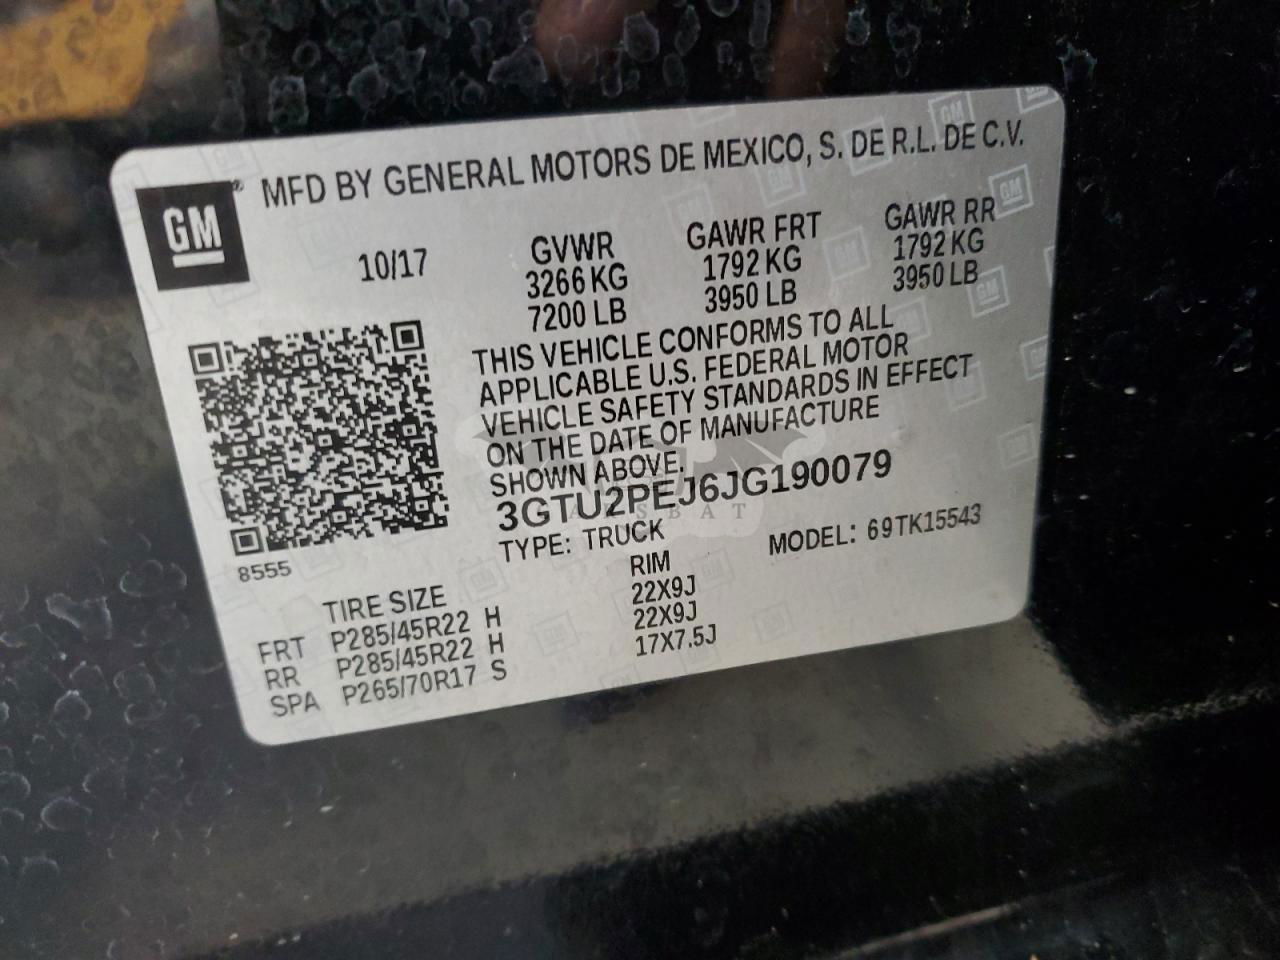 MFD BY GENERAL MOTORS DE MEXICO, S. DE R.L. DE C.V.
GM
10/17
GVWR
3266 KG
7200 LB
GAWR FRT
1792 KG
3950 LB
GAWR RR
1792 KG
3950 LB
THIS VEHICLE CONFORMS TO ALL
APPLICABLE U.S. FEDERAL MOTOR
VEHICLE SAFETY STANDARDS IN EFFECT
ON THE DATE OF MANUFACTURE
SHOWN ABOVE.
3GTU2PEJ6JG190079
TYPE: TRUCK
MODEL: 69TK15543
8555
TIRE SIZE RIM
FRT P285/45R22 H 22X9J
RR P285/45R22 H 22X9J
SPA P265/70R17 S 17X7.5J